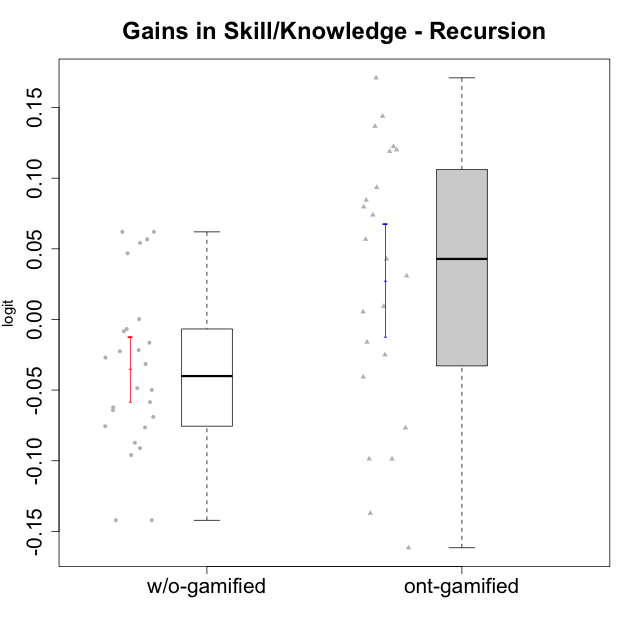 Gains in Skill/Knowledge - Recursion
0.15
0.10
0.05
0.00
-0.05
-0.10
-0.15
logit
w/o-gamified
ont-gamified